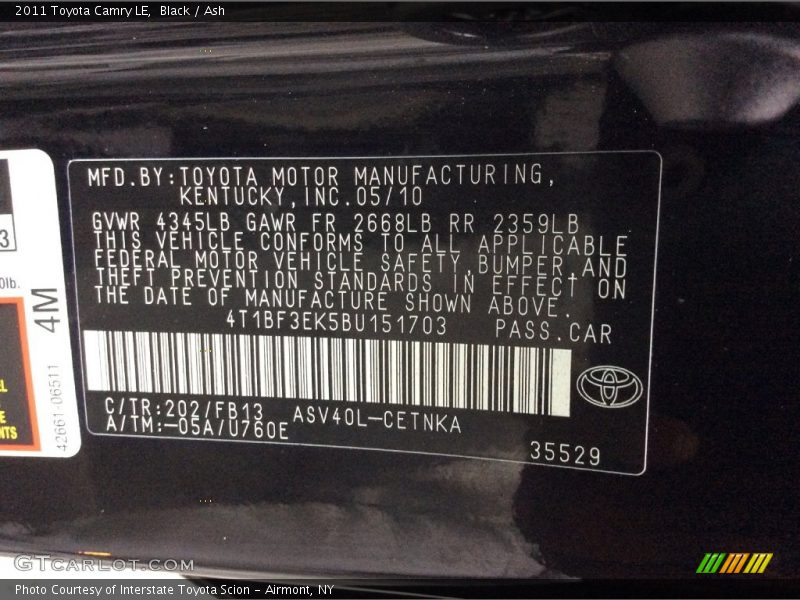 2011 Toyota Camry LE, Black / Ash
MFD.BY:TOYOTA MOTOR MANUFACTURING,
KENTUCKY,INC.05/10
GVWR 4345LB GAWR FR 2668LB RR 2359LB
THIS VEHICLE CONFORMS TO ALL APPLICABLE
FEDERAL MOTOR VEHICLE SAFETY,BUMPER,AND
THEFT PREVENTION STANDARDS IN EFFECT ON
THE DATE OF MANUFACTURE SHOWN ABOVE.
4T1BF3EK5BU151703 PASS.CAR
C/TR:202/FB13 ASV40L-CETNKA
A/TM:-05A/U760E
35529
3
0lb.
4M
42661-06511
GTCarLot.com
Photo Courtesy of Interstate Toyota Scion - Airmont, NY